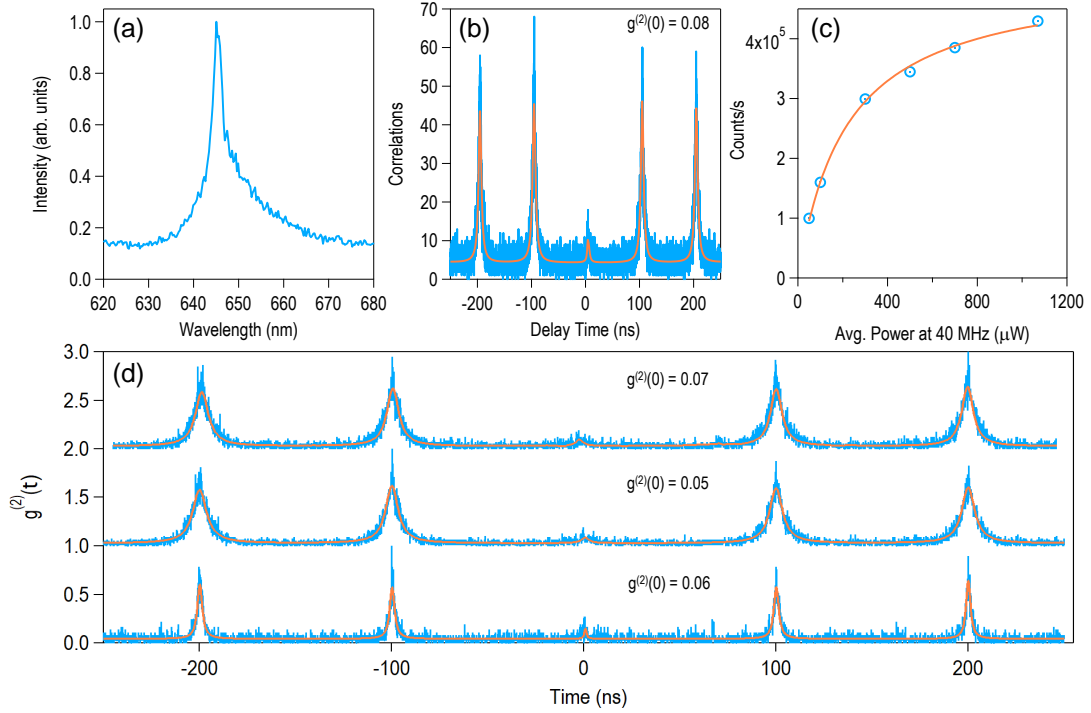 (a)
1.0
0.8
0.6
0.4
0.2
0.0
Intensity (arb. units)
620 630 640 650 660 670 680
Wavelength (nm)
(b)
g(2)(0) = 0.08
70
60
50
40
30
20
10
0
Correlations
-200 -100 0 100 200
Delay Time (ns)
(c)
4x10^5
3
2
1
0
Counts/s
0 400 800 1200
Avg. Power at 40 MHz (μW)
(d)
3.0
2.5
2.0
1.5
1.0
0.5
0.0
g(2)(t)
g(2)(0) = 0.07
g(2)(0) = 0.05
g(2)(0) = 0.06
-200 -100 0 100 200
Time (ns)